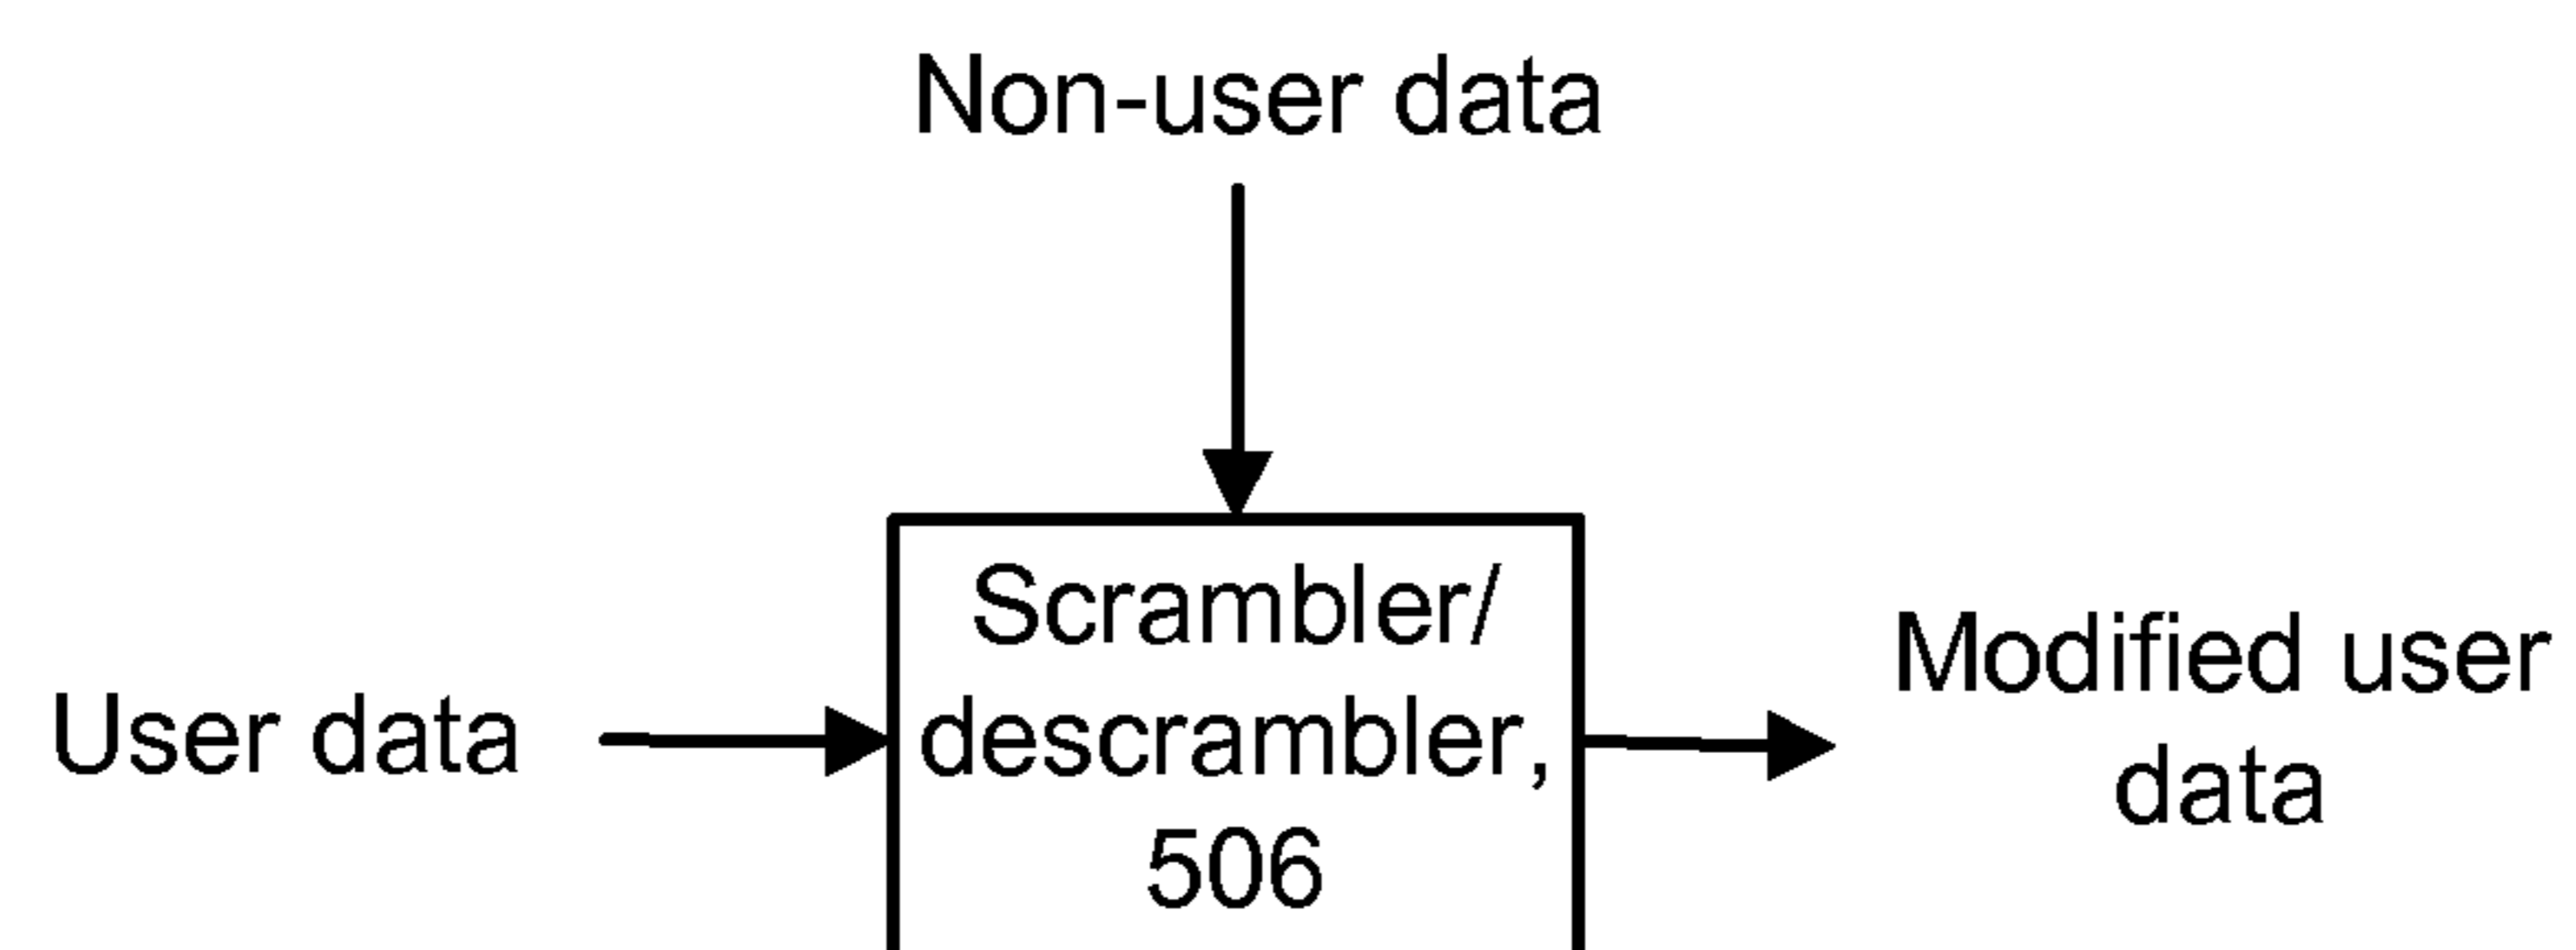 Non-user data
Scrambler/
descrambler,
506
User data
Modified user
data